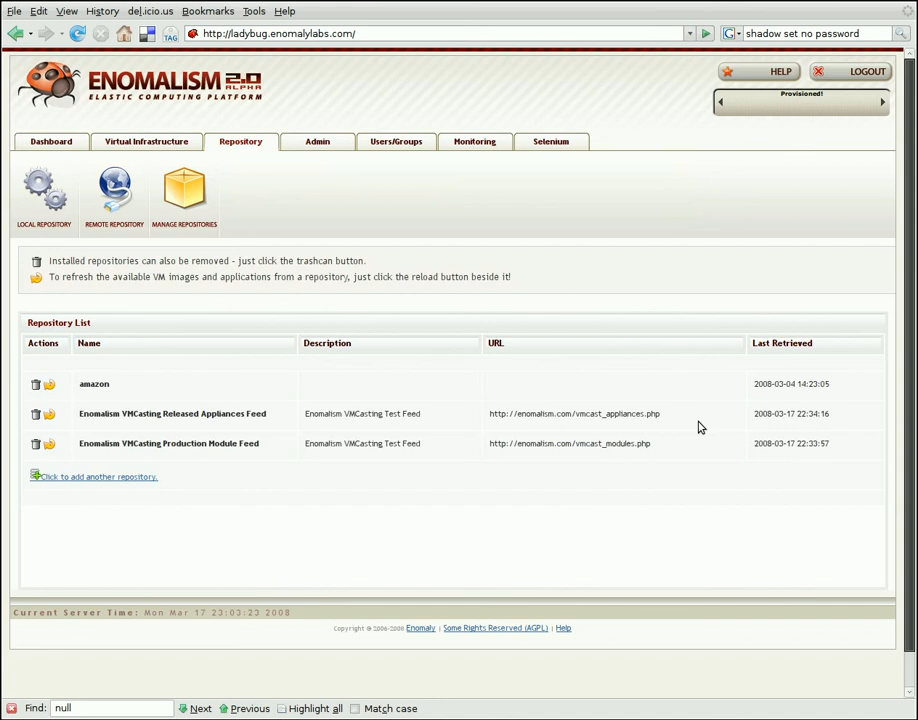 File Edit View History del.icio.us Bookmarks Tools Help
TAG http://ladybug.enomalylabs.com/ G shadow set no password
ENOMALISM 2.0 ALPHA
ELASTIC COMPUTING PLATFORM
HELP LOGOUT
Provisioned!
Dashboard Virtual Infrastructure Repository Admin Users/Groups Monitoring Selenium
LOCAL REPOSITORY REMOTE REPOSITORY MANAGE REPOSITORIES
Installed repositories can also be removed - just click the trashcan button.
To refresh the available VM images and applications from a repository, just click the reload button beside it!
Repository List
Actions Name Description URL Last Retrieved
amazon 2008-03-04 14:23:05
Enomalism VMCasting Released Appliances Feed Enomalism VMCasting Test Feed http://enomalism.com/vmcast_appliances.php 2008-03-17 22:34:16
Enomalism VMCasting Production Module Feed Enomalism VMCasting Test Feed http://enomalism.com/vmcast_modules.php 2008-03-17 22:33:57
Click to add another repository.
Current Server Time: Mon Mar 17 23:03:23 2008
Copyright © 2006-2008 Enomaly | Some Rights Reserved (AGPL) | Help
Find: null Next Previous Highlight all Match case